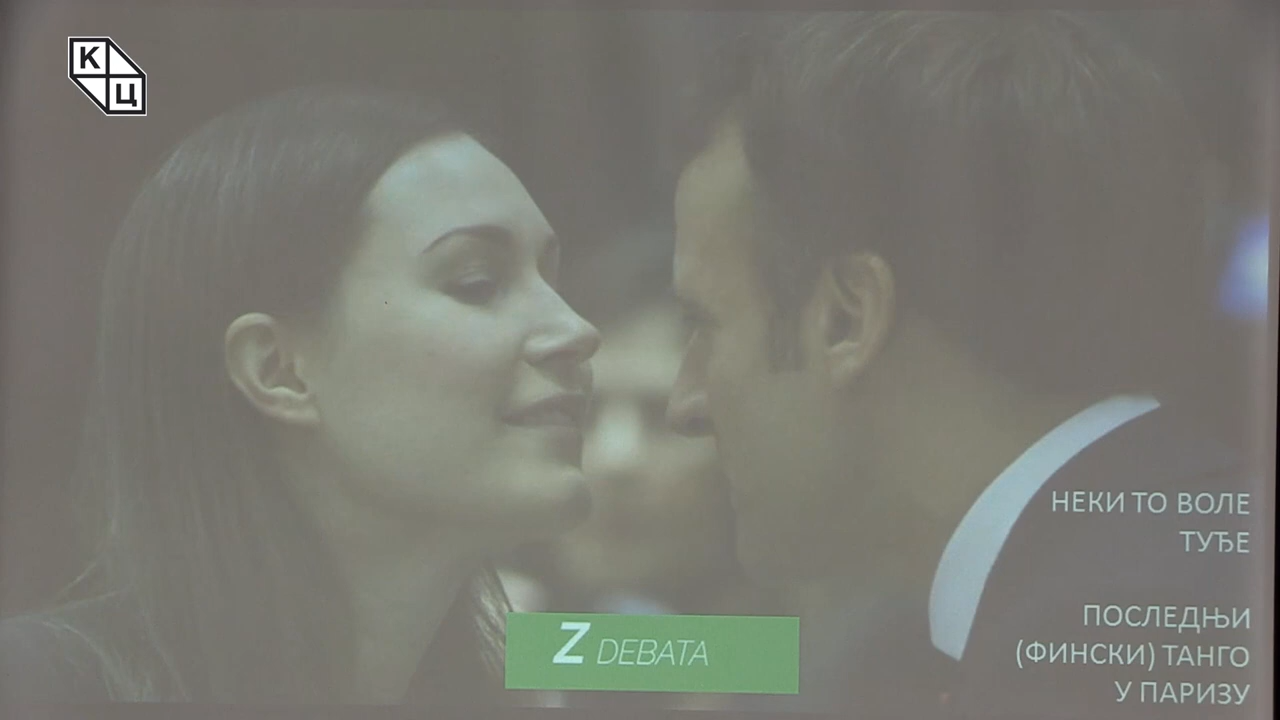 К
Ц
НЕКИ ТО ВОЛЕ
ТУЂЕ
ПОСЛЕДЊИ
(ФИНСКИ) ТАНГО
У ПАРИЗУ
Z DEBATA